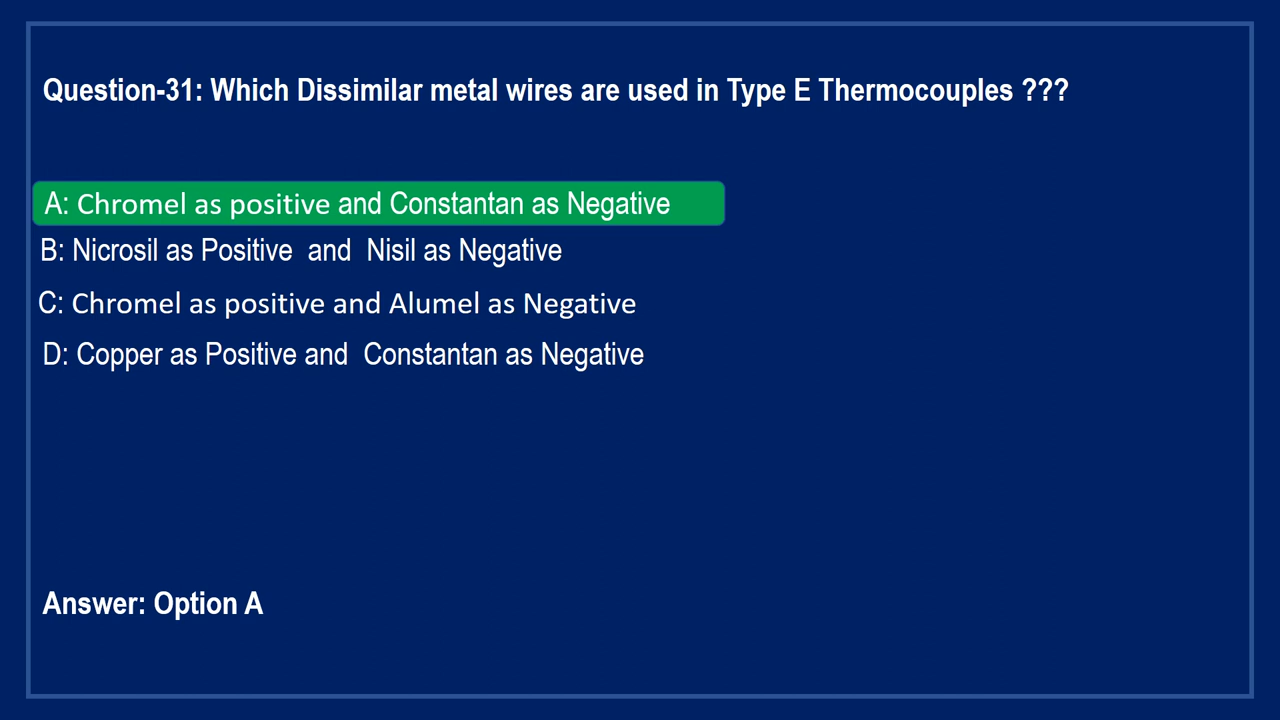 Question-31: Which Dissimilar metal wires are used in Type E Thermocouples ???
A: Chromel as positive and Constantan as Negative
B: Nicrosil as Positive and Nisil as Negative
C: Chromel as positive and Alumel as Negative
D: Copper as Positive and Constantan as Negative
Answer: Option A